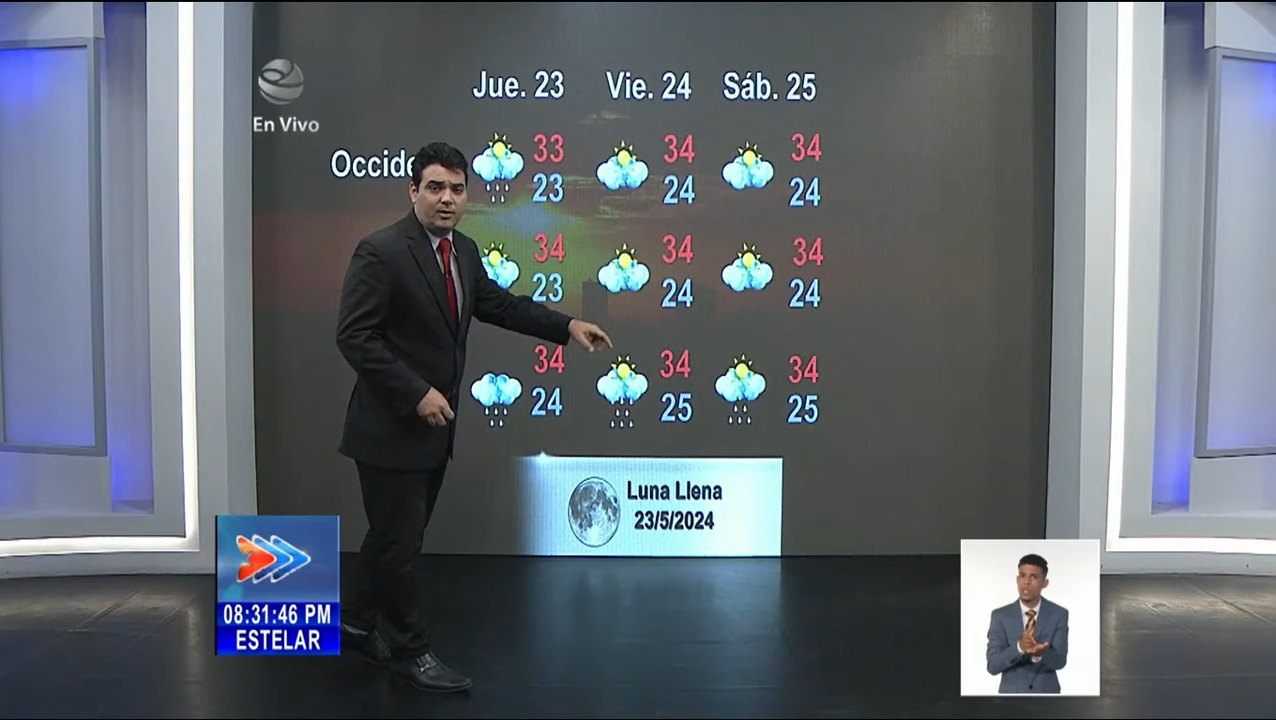 Jue. 23 Vie. 24 Sáb. 25
En Vivo
Occide
33 34 34
23 24 24
34 34 34
23 24 24
34 34 34
24 25 25
Luna Llena
23/5/2024
08:31:46 PM
ESTELAR